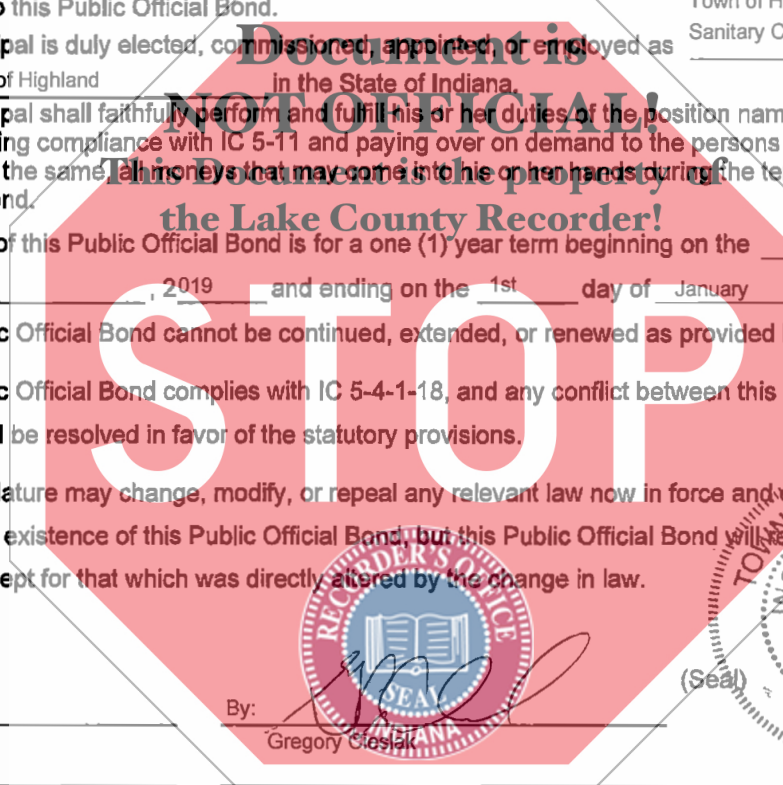 this Public Official Bond.
Town of H
pal is duly elected, commissioned, appointed, or employed as
Sanitary C
of Highland in the State of Indiana.
pal shall faithfully perform and fulfill his or her duties of the position nam
ing compliance with IC 5-11 and paying over on demand to the persons
the same, all moneys that may come into his or her hands during the te
nd.
of this Public Official Bond is for a one (1) year term beginning on the
, 2019 and ending on the 1st day of January
c Official Bond cannot be continued, extended, or renewed as provided
c Official Bond complies with IC 5-4-1-18, and any conflict between this
be resolved in favor of the statutory provisions.
ature may change, modify, or repeal any relevant law now in force and
existence of this Public Official Bond, but this Public Official Bond will
ept for that which was directly altered by the change in law.
(Seal)
By:
Gregory Cieslak
Document is
NOT OFFICIAL!
This Document is the property of
the Lake County Recorder!
STOP
RECORDER'S OFFICE
SEAL
INDIANA
TOWN